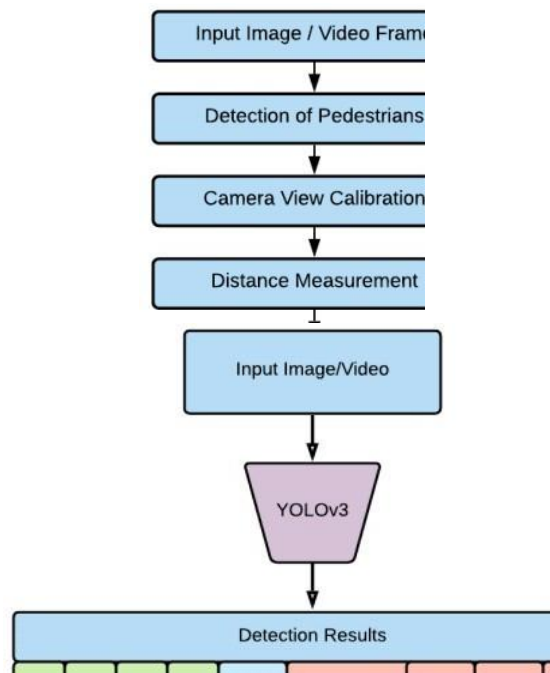 Input Image / Video Fram
Detection of Pedestrians
Camera View Calibration
Distance Measurement
Input Image/Video
YOLOv3
Detection Results